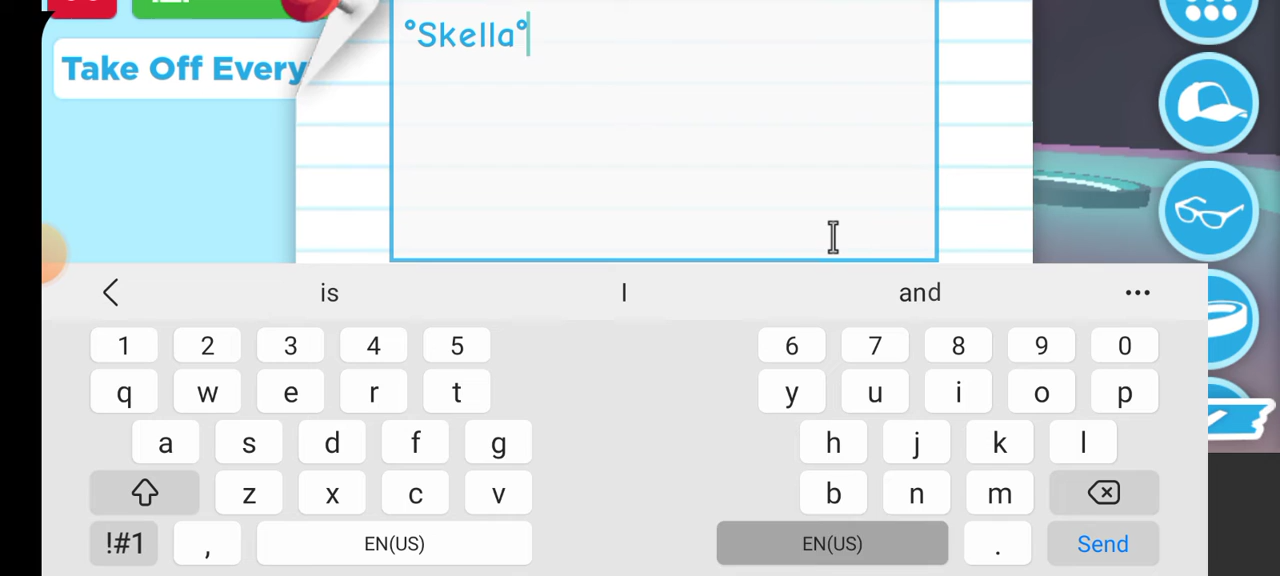 °Skella°
Take Off Every
is I and •••
1 2 3 4 5 6 7 8 9 0
q w e r t y u i o p
a s d f g h j k l
z x c v b n m
!#1 , EN(US) EN(US) . Send